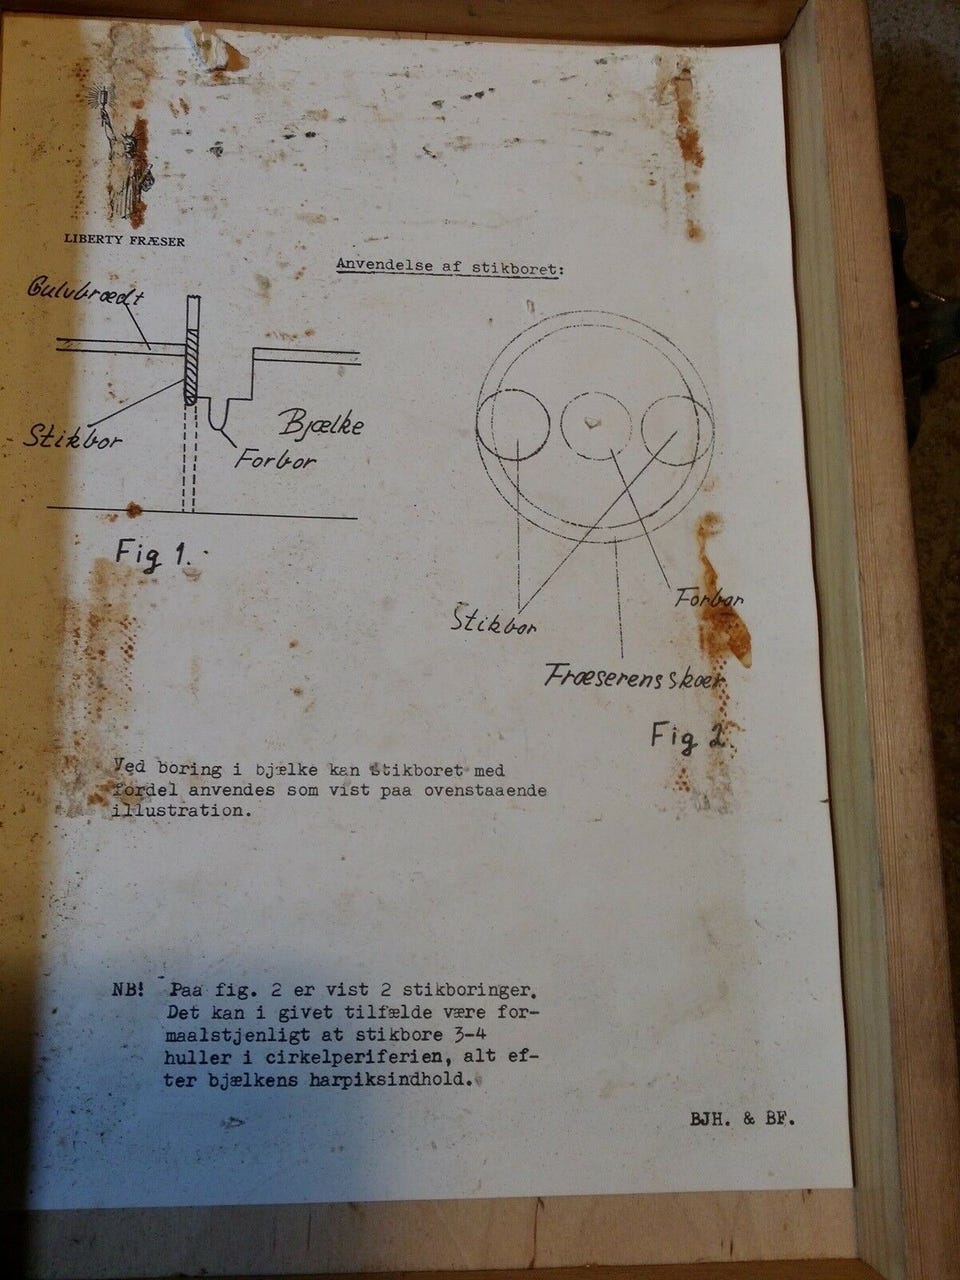 LIBERTY FRÆSER
Anvendelse af stikboret:
Gulvbrædt
Stikbor
Bjælke
Forbor
Fig 1.
Forbor
Stikbor
Fræserens skær
Fig 2.
Ved boring i bjælke kan stikboret med
fordel anvendes som vist paa ovenstaaende
illustration.
NB! Paa fig. 2 er vist 2 stikboringer.
Det kan i givet tilfælde være for-
maalstjenligt at stikbore 3-4
huller i cirkelperiferien, alt ef-
ter bjælkens harpiksindhold.
BJH. & BF.